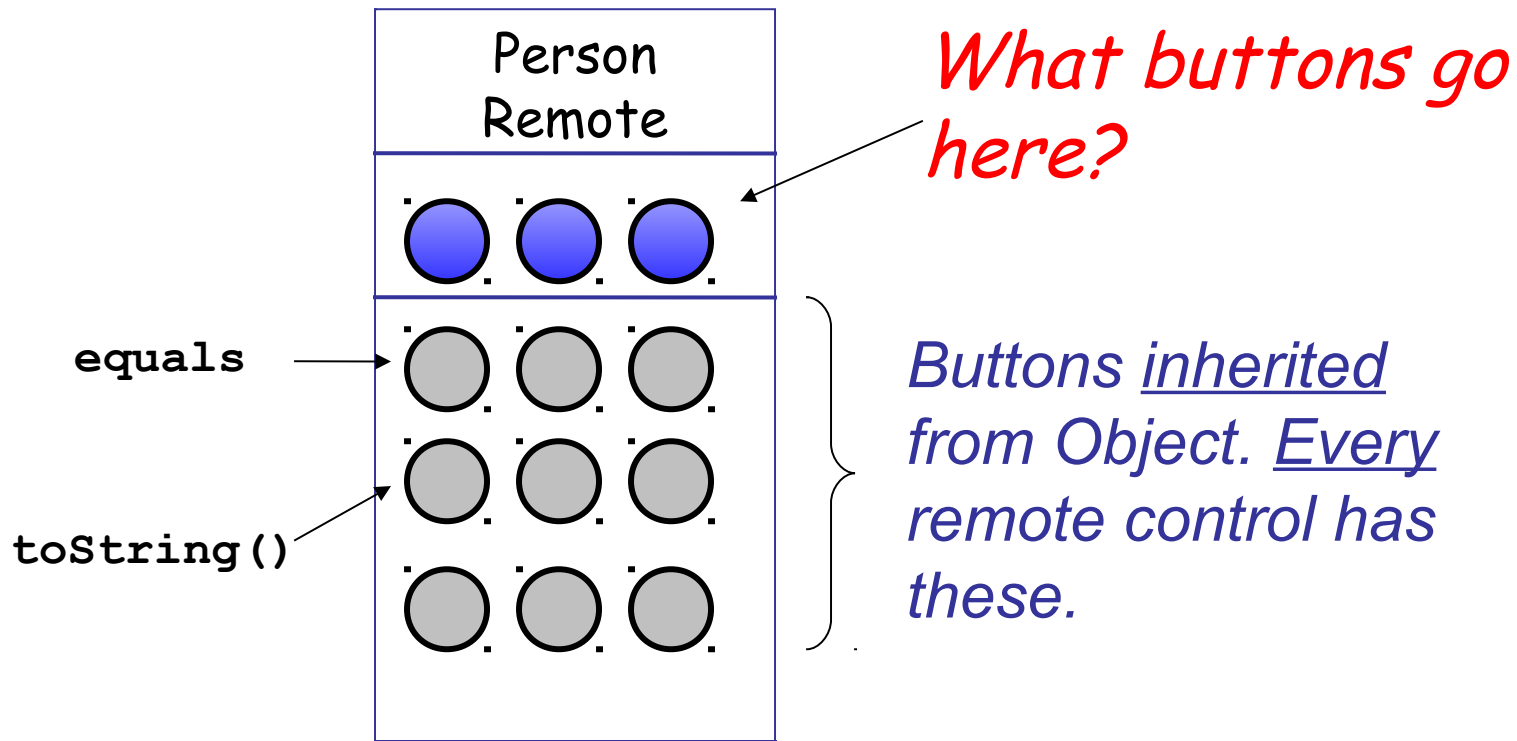 Person
Remote
What buttons go
here?
equals
toString()
Buttons inherited
from Object. Every
remote control has
these.